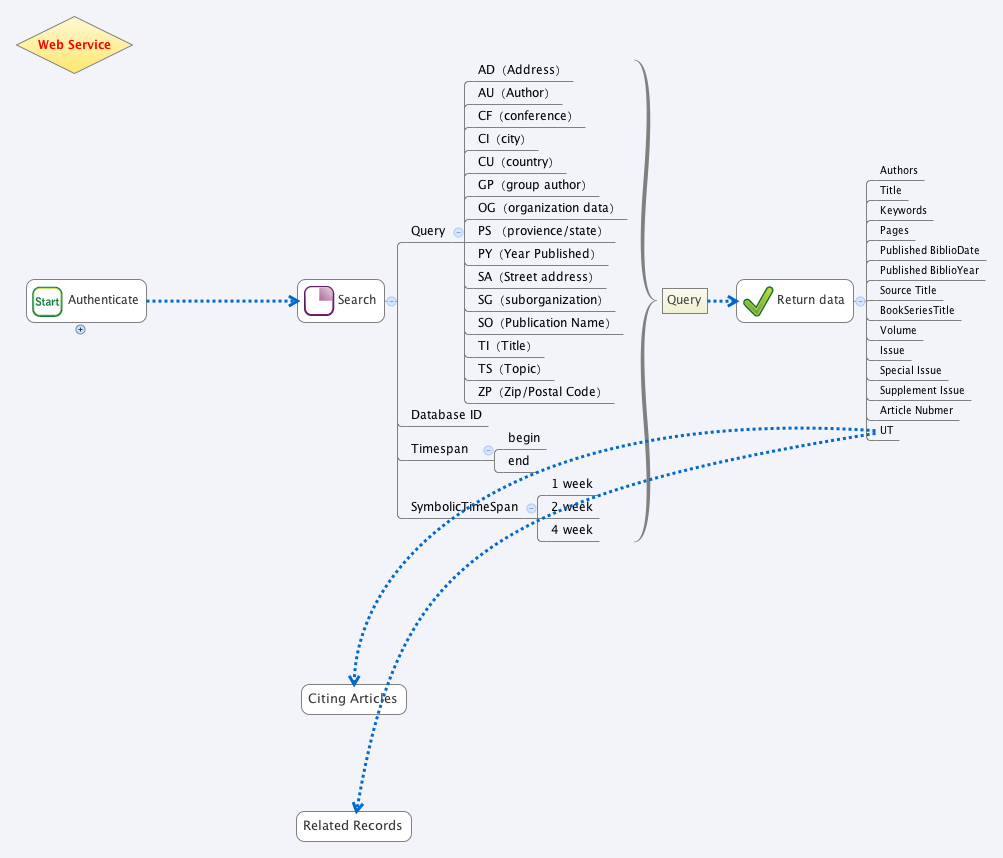 Web Service
Start
Authenticate
Search
Query
AD (Address)
AU (Author)
CF (conference)
CI (city)
CU (country)
GP (group author)
OG (organization data)
PS (provience/state)
PY (Year Published)
SA (Street address)
SG (suborganization)
SO (Publication Name)
TI (Title)
TS (Topic)
ZP (Zip/Postal Code)
Database ID
Timespan
begin
end
SymbolicTimeSpan
1 week
2 week
4 week
Query
Return data
Authors
Title
Keywords
Pages
Published BiblioDate
Published BiblioYear
Source Title
BookSeriesTitle
Volume
Issue
Special Issue
Supplement Issue
Article Nubmer
UT
Citing Articles
Related Records